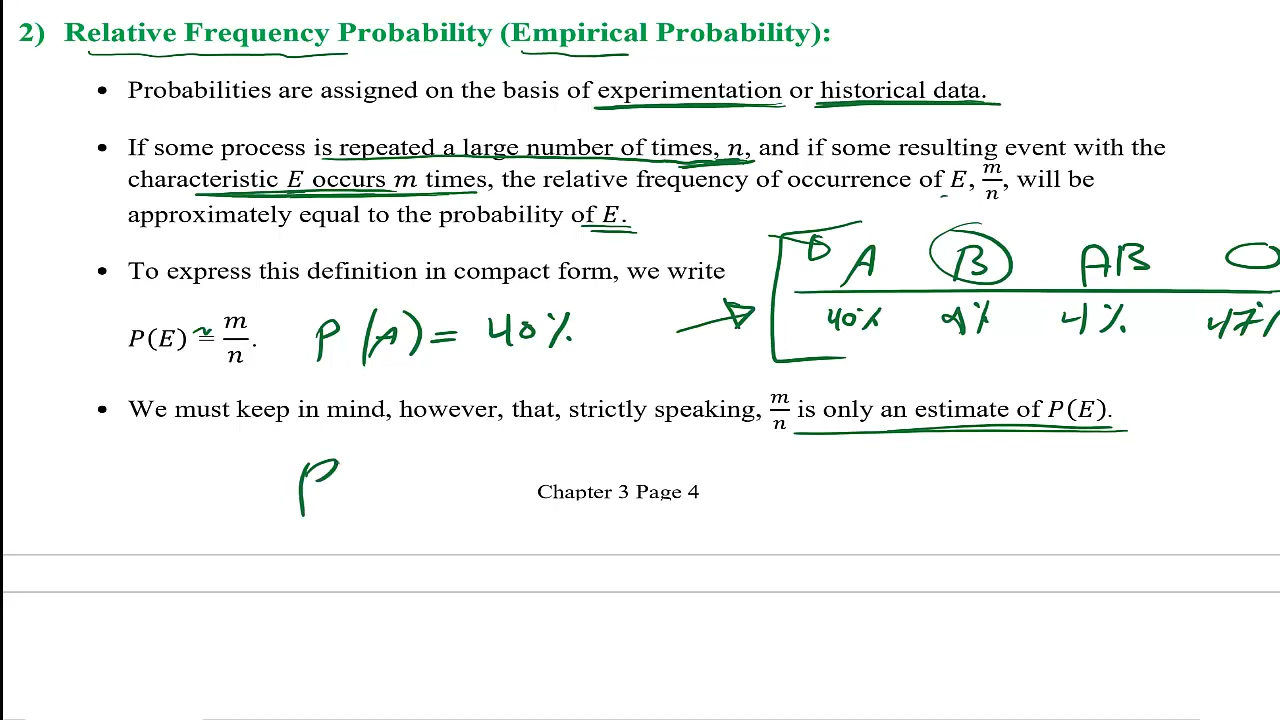 2) Relative Frequency Probability (Empirical Probability):
• Probabilities are assigned on the basis of experimentation or historical data.
• If some process is repeated a large number of times, n, and if some resulting event with the
characteristic E occurs m times, the relative frequency of occurrence of E, m/n, will be
approximately equal to the probability of E.
A B AB O
• To express this definition in compact form, we write
40% 9% 4% 47%
P(E) ≅ m/n. P(A) = 40%
• We must keep in mind, however, that, strictly speaking, m/n is only an estimate of P(E).
P
Chapter 3 Page 4